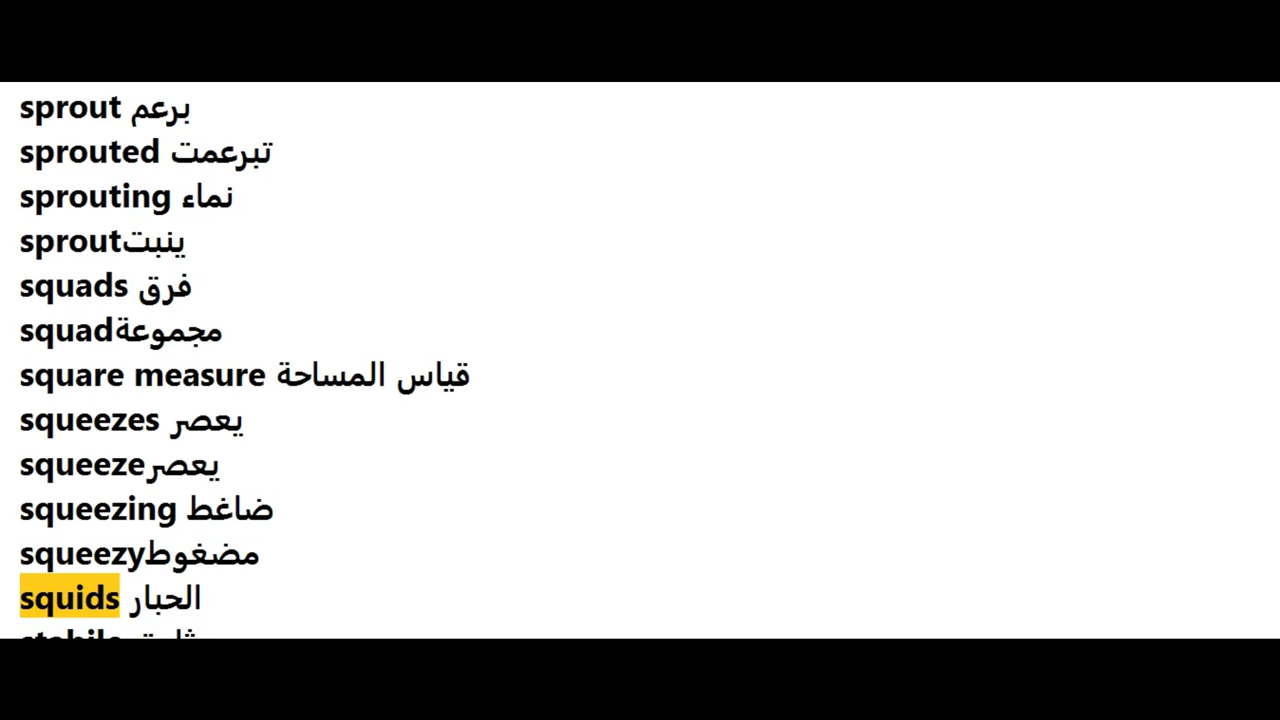 sprout برعم
sprouted تبرعمت
sprouting نماء
sproutينبت
squads فرق
squadمجموعة
square measure قياس المساحة
squeezes يعصر
squeezeيعصر
squeezing ضاغط
squeezyمضغوط
squids الحبار